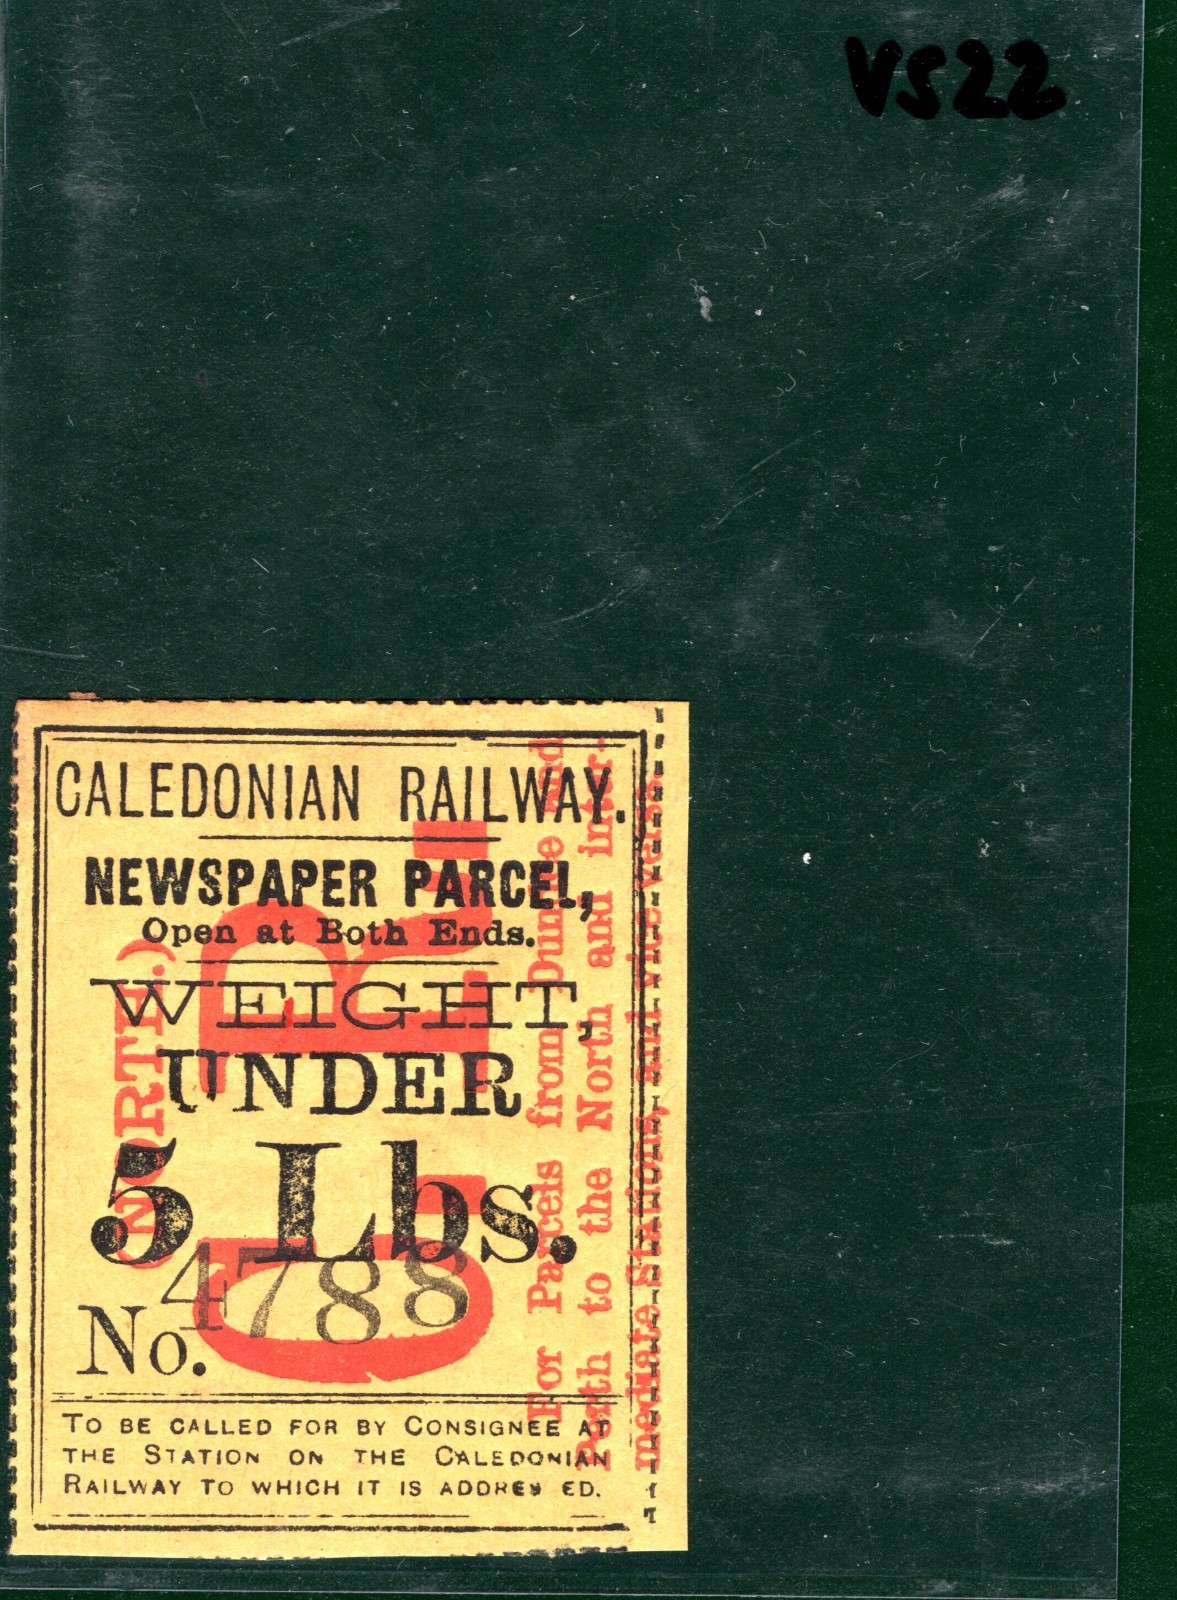 VS22
CALEDONIAN RAILWAY.
NEWSPAPER PARCEL,
Open at Both Ends.
WEIGHT,
UNDER
5 Lbs.
No. 4788
TO BE CALLED FOR BY CONSIGNEE AT
THE STATION ON THE CALEDONIAN
RAILWAY TO WHICH IT IS ADDRES ED.
C. R.
(NORTH.)
For Parcels from Dundee and
Perth to the North and inter-
mediate Stations, and vice versa.